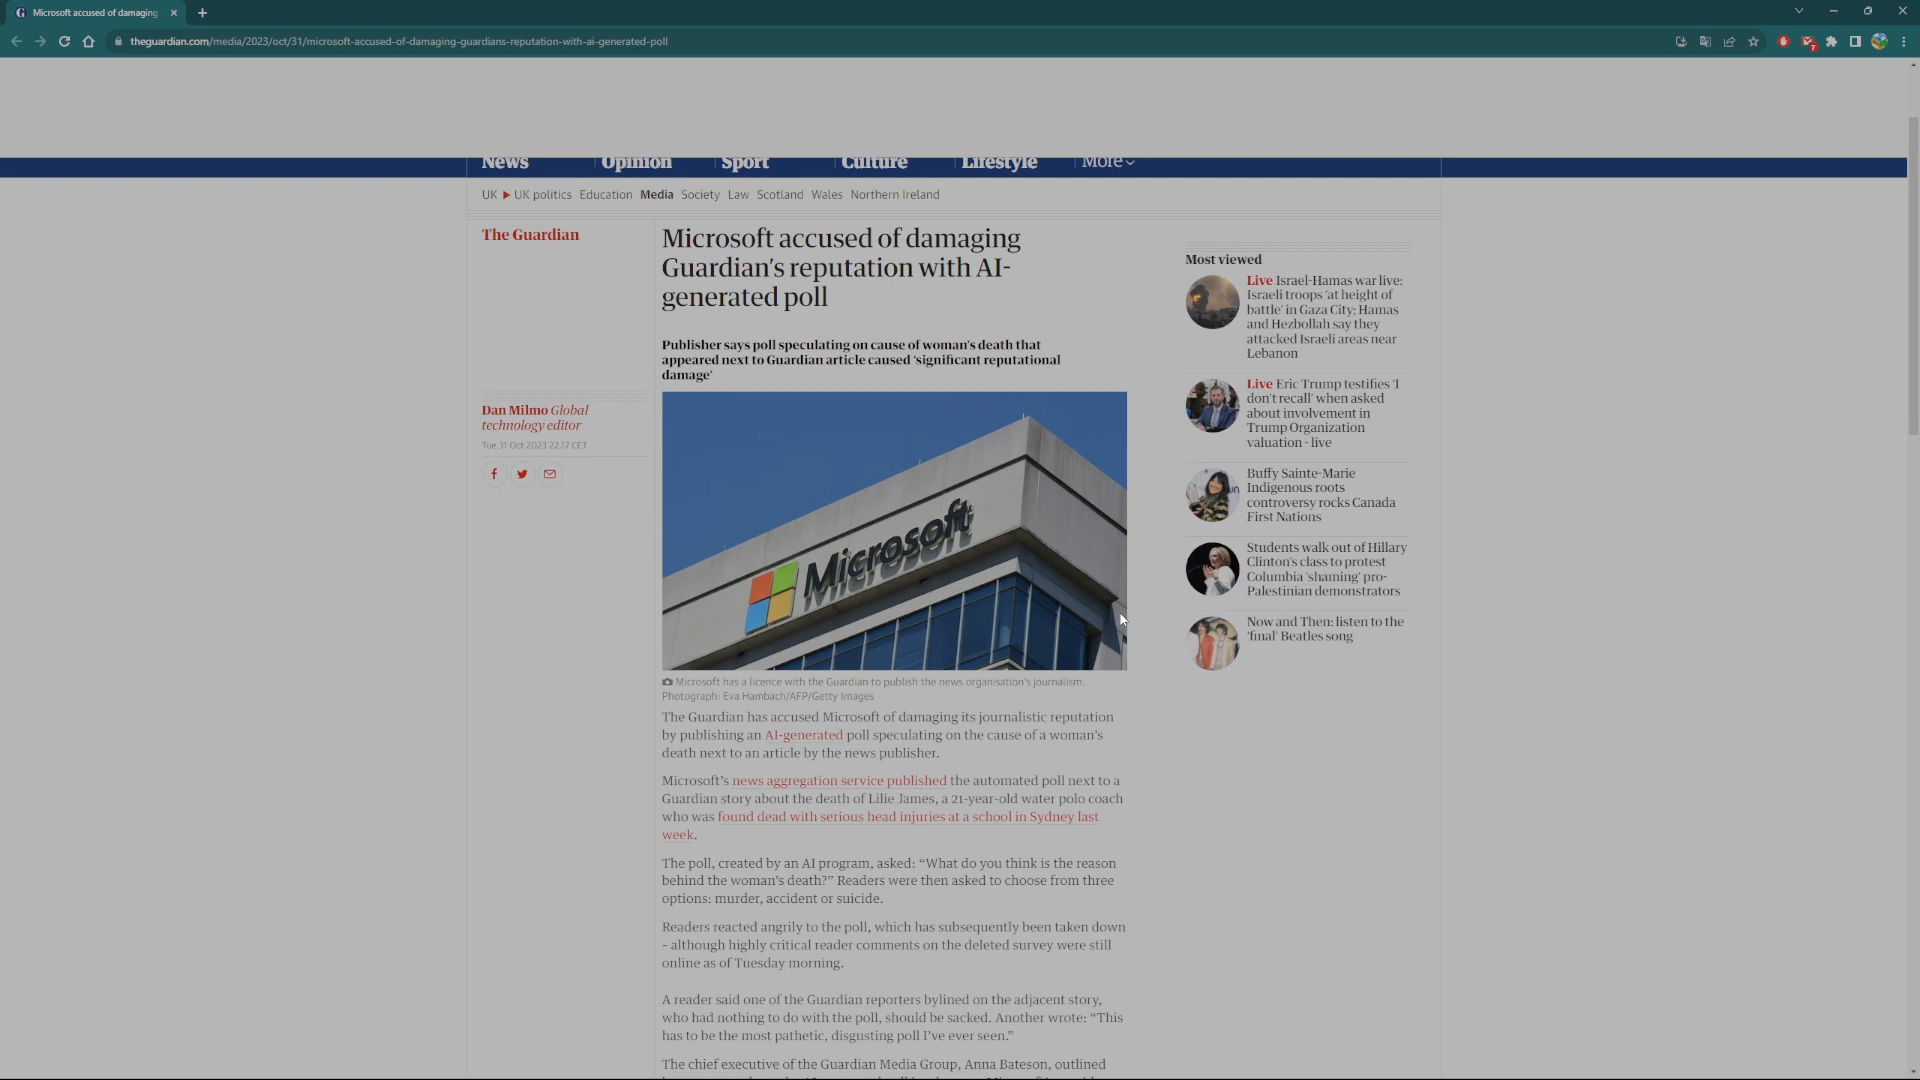 Microsoft accused of damaging
theguardian.com/media/2023/oct/31/microsoft-accused-of-damaging-guardians-reputation-with-ai-generated-poll
7
News Opinion Sport Culture Lifestyle More
UK UK politics Education Media Society Law Scotland Wales Northern Ireland
The Guardian
Microsoft accused of damaging
Guardian's reputation with AI-
generated poll
Publisher says poll speculating on cause of woman's death that
appeared next to Guardian article caused 'significant reputational
damage'
Dan Milmo Global
technology editor
Tue 31 Oct 2023 22.17 CET
Microsoft
Microsoft has a licence with the Guardian to publish the news organisation's journalism.
Photograph: Eva Hambach/AFP/Getty Images
The Guardian has accused Microsoft of damaging its journalistic reputation
by publishing an AI-generated poll speculating on the cause of a woman's
death next to an article by the news publisher.
Microsoft's news aggregation service published the automated poll next to a
Guardian story about the death of Lilie James, a 21-year-old water polo coach
who was found dead with serious head injuries at a school in Sydney last
week.
The poll, created by an AI program, asked: “What do you think is the reason
behind the woman's death?” Readers were then asked to choose from three
options: murder, accident or suicide.
Readers reacted angrily to the poll, which has subsequently been taken down
– although highly critical reader comments on the deleted survey were still
online as of Tuesday morning.
A reader said one of the Guardian reporters bylined on the adjacent story,
who had nothing to do with the poll, should be sacked. Another wrote: “This
has to be the most pathetic, disgusting poll I've ever seen.”
The chief executive of the Guardian Media Group, Anna Bateson, outlined
Most viewed
Live Israel-Hamas war live:
Israeli troops 'at height of
battle' in Gaza City; Hamas
and Hezbollah say they
attacked Israeli areas near
Lebanon
Live Eric Trump testifies 'I
don't recall' when asked
about involvement in
Trump Organization
valuation - live
Buffy Sainte-Marie
Indigenous roots
controversy rocks Canada
First Nations
Students walk out of Hillary
Clinton's class to protest
Columbia 'shaming' pro-
Palestinian demonstrators
Now and Then: listen to the
'final' Beatles song